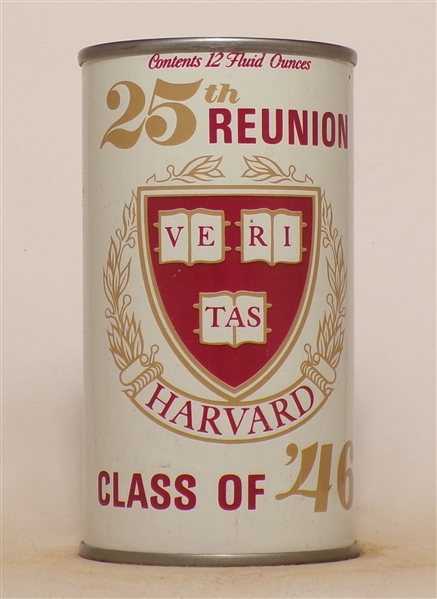 Contents 12 Fluid Ounces
25th
REUNION
VE RI
TAS
HARVARD
CLASS OF '46